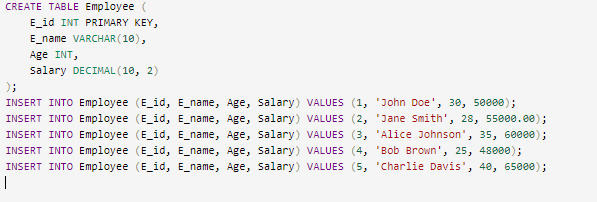 CREATE TABLE Employee (
    E_id INT PRIMARY KEY,
    E_name VARCHAR(10),
    Age INT,
    Salary DECIMAL(10, 2)
);
INSERT INTO Employee (E_id, E_name, Age, Salary) VALUES (1, 'John Doe', 30, 50000);
INSERT INTO Employee (E_id, E_name, Age, Salary) VALUES (2, 'Jane Smith', 28, 55000.00);
INSERT INTO Employee (E_id, E_name, Age, Salary) VALUES (3, 'Alice Johnson', 35, 60000);
INSERT INTO Employee (E_id, E_name, Age, Salary) VALUES (4, 'Bob Brown', 25, 48000);
INSERT INTO Employee (E_id, E_name, Age, Salary) VALUES (5, 'Charlie Davis', 40, 65000);